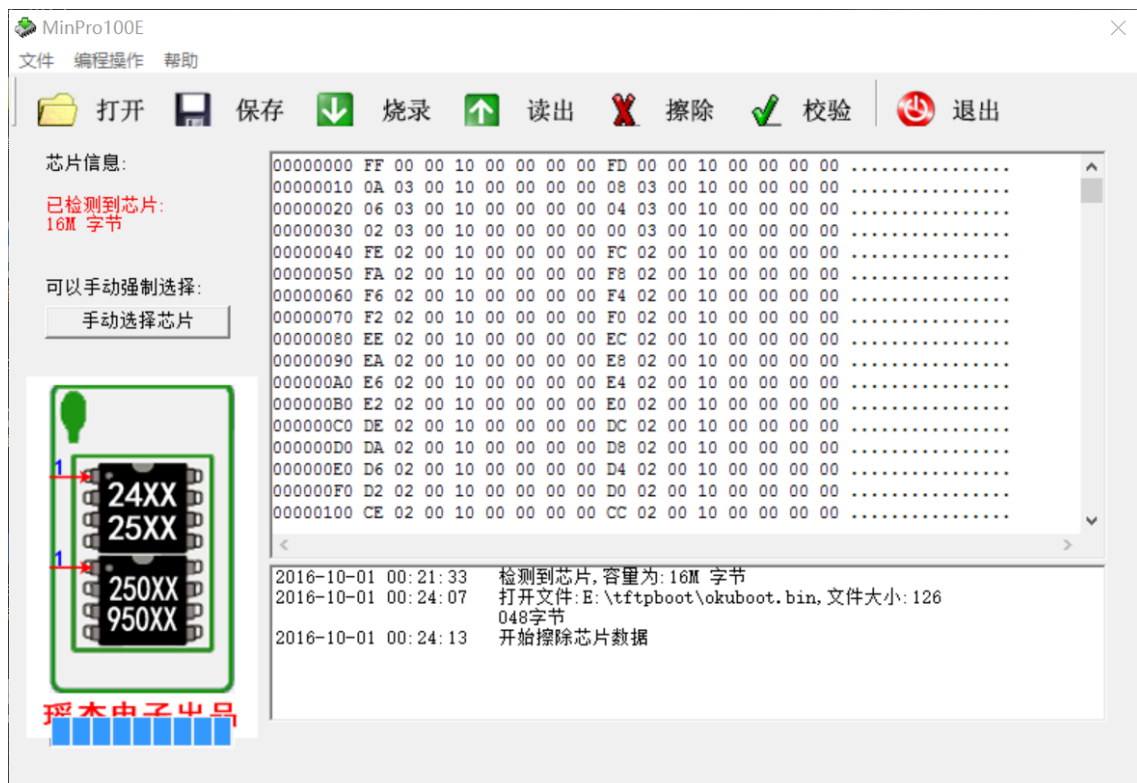 MinPro100E
文件 编程操作 帮助
打开 保存 烧录 读出 擦除 校验 退出
芯片信息:
已检测到芯片:
16M 字节
可以手动强制选择:
手动选择芯片
1
24XX
25XX
1
250XX
950XX
瑶杰电子出品
00000000 FF 00 00 10 00 00 00 00 FD 00 00 10 00 00 00 00 ................
00000010 0A 03 00 10 00 00 00 00 08 03 00 10 00 00 00 00 ................
00000020 06 03 00 10 00 00 00 00 04 03 00 10 00 00 00 00 ................
00000030 02 03 00 10 00 00 00 00 00 03 00 10 00 00 00 00 ................
00000040 FE 02 00 10 00 00 00 00 FC 02 00 10 00 00 00 00 ................
00000050 FA 02 00 10 00 00 00 00 F8 02 00 10 00 00 00 00 ................
00000060 F6 02 00 10 00 00 00 00 F4 02 00 10 00 00 00 00 ................
00000070 F2 02 00 10 00 00 00 00 F0 02 00 10 00 00 00 00 ................
00000080 EE 02 00 10 00 00 00 00 EC 02 00 10 00 00 00 00 ................
00000090 EA 02 00 10 00 00 00 00 E8 02 00 10 00 00 00 00 ................
000000A0 E6 02 00 10 00 00 00 00 E4 02 00 10 00 00 00 00 ................
000000B0 E2 02 00 10 00 00 00 00 E0 02 00 10 00 00 00 00 ................
000000C0 DE 02 00 10 00 00 00 00 DC 02 00 10 00 00 00 00 ................
000000D0 DA 02 00 10 00 00 00 00 D8 02 00 10 00 00 00 00 ................
000000E0 D6 02 00 10 00 00 00 00 D4 02 00 10 00 00 00 00 ................
000000F0 D2 02 00 10 00 00 00 00 D0 02 00 10 00 00 00 00 ................
00000100 CE 02 00 10 00 00 00 00 CC 02 00 10 00 00 00 00 ................
2016-10-01 00:21:33 检测到芯片,容量为:16M 字节
2016-10-01 00:24:07 打开文件:E:\tftpboot\okuboot.bin,文件大小:126
048字节
2016-10-01 00:24:13 开始擦除芯片数据